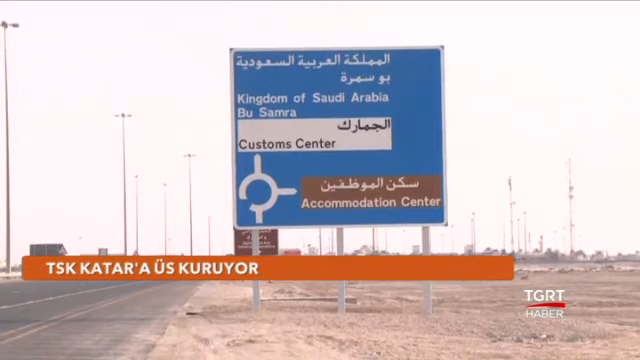 المملكة العربية السعودية
بو سمرة
Kingdom of Saudi Arabia
Bu Samra
الجمارك
Customs Center
سكن الموظفين
Accommodation Center
TSK KATAR'A ÜS KURUYOR
TGRT
HABER